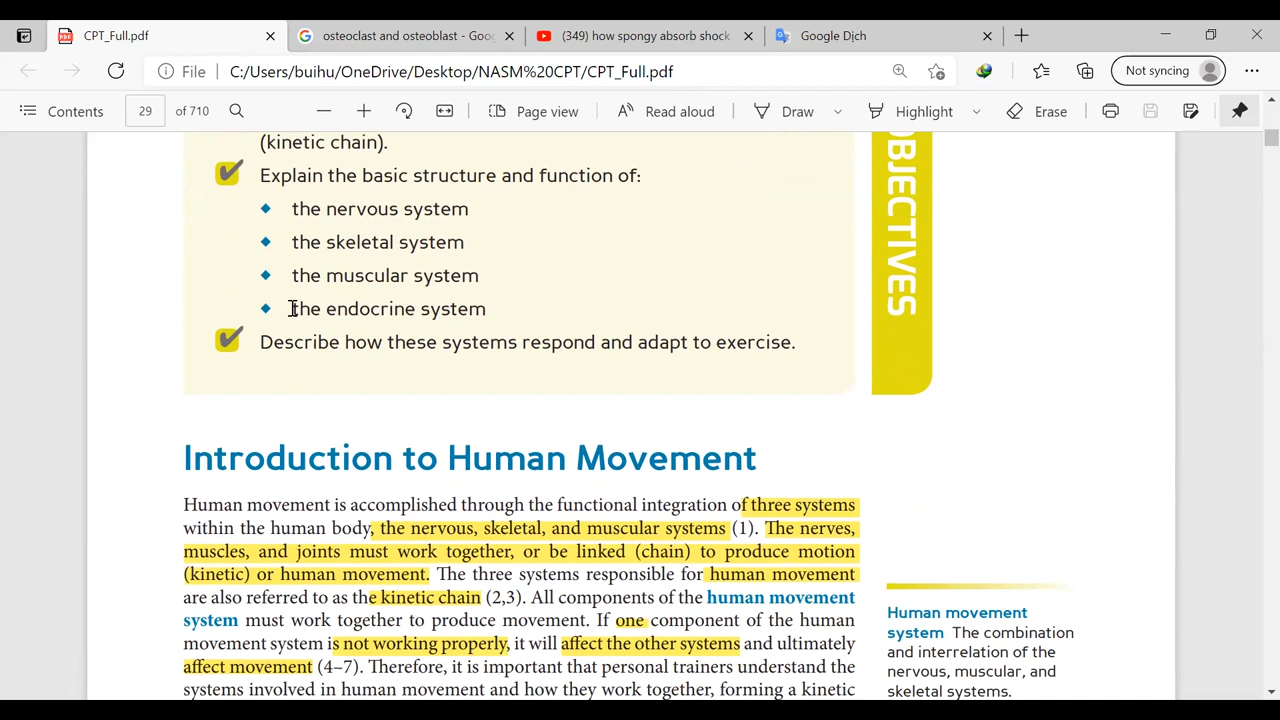 CPT_Full.pdf
osteoclast and osteoblast - Goog
(349) how spongy absorb shock
Google Dịch
File
C:/Users/buihu/OneDrive/Desktop/NASM%20CPT/CPT_Full.pdf
Not syncing
Contents
29
of 710
Page view
Read aloud
Draw
Highlight
Erase
(kinetic chain).
Explain the basic structure and function of:
the nervous system
the skeletal system
the muscular system
the endocrine system
Describe how these systems respond and adapt to exercise.
OBJECTIVES
Introduction to Human Movement
Human movement is accomplished through the functional integration of three systems
within the human body, the nervous, skeletal, and muscular systems (1). The nerves,
muscles, and joints must work together, or be linked (chain) to produce motion
(kinetic) or human movement. The three systems responsible for human movement
are also referred to as the kinetic chain (2,3). All components of the human movement
system must work together to produce movement. If one component of the human
movement system is not working properly, it will affect the other systems and ultimately
affect movement (4–7). Therefore, it is important that personal trainers understand the
systems involved in human movement and how they work together, forming a kinetic
Human movement
system The combination
and interrelation of the
nervous, muscular, and
skeletal systems.